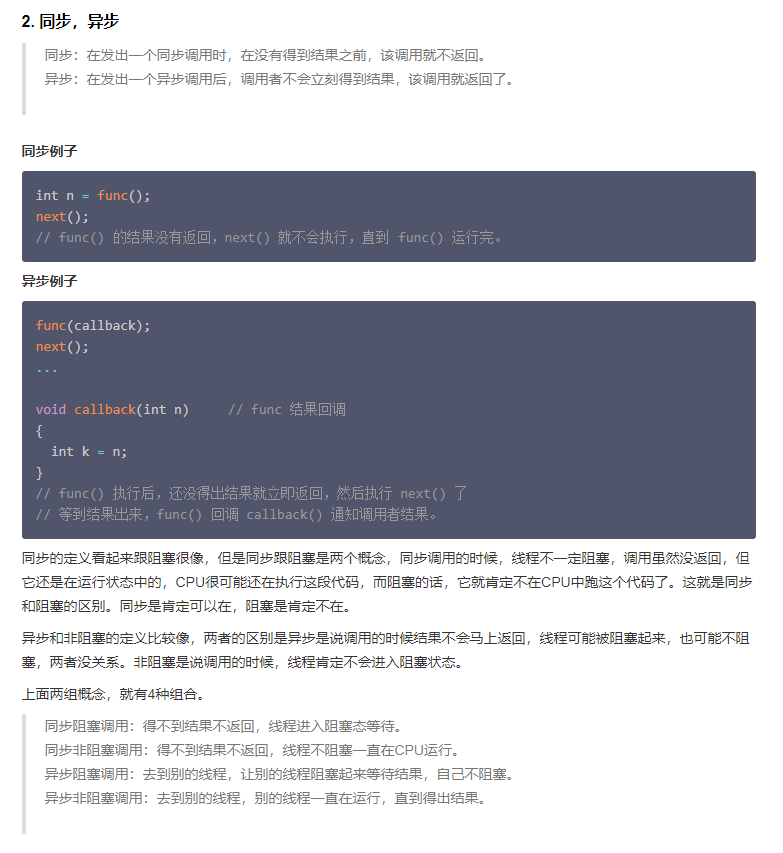 2. 同步，异步
同步：在发出一个同步调用时，在没有得到结果之前，该调用就不返回。
异步：在发出一个异步调用后，调用者不会立刻得到结果，该调用就返回了。
同步例子
int n = func();
next();
// func() 的结果没有返回，next() 就不会执行，直到 func() 运行完。
异步例子
func(callback);
next();
...
void callback(int n)     // func 结果回调
{
  int k = n;
}
// func() 执行后，还没得出结果就立即返回，然后执行 next() 了
// 等到结果出来，func() 回调 callback() 通知调用者结果。
同步的定义看起来跟阻塞很像，但是同步跟阻塞是两个概念，同步调用的时候，线程不一定阻塞，调用虽然没返回，但
它还是在运行状态中的，CPU很可能还在执行这段代码，而阻塞的话，它就肯定不在CPU中跑这个代码了。这就是同步
和阻塞的区别。同步是肯定可以在，阻塞是肯定不在。
异步和非阻塞的定义比较像，两者的区别是异步是说调用的时候结果不会马上返回，线程可能被阻塞起来，也可能不阻
塞，两者没关系。非阻塞是说调用的时候，线程肯定不会进入阻塞状态。
上面两组概念，就有4种组合。
同步阻塞调用：得不到结果不返回，线程进入阻塞态等待。
同步非阻塞调用：得不到结果不返回，线程不阻塞一直在CPU运行。
异步阻塞调用：去到别的线程，让别的线程阻塞起来等待结果，自己不阻塞。
异步非阻塞调用：去到别的线程，别的线程一直在运行，直到得出结果。